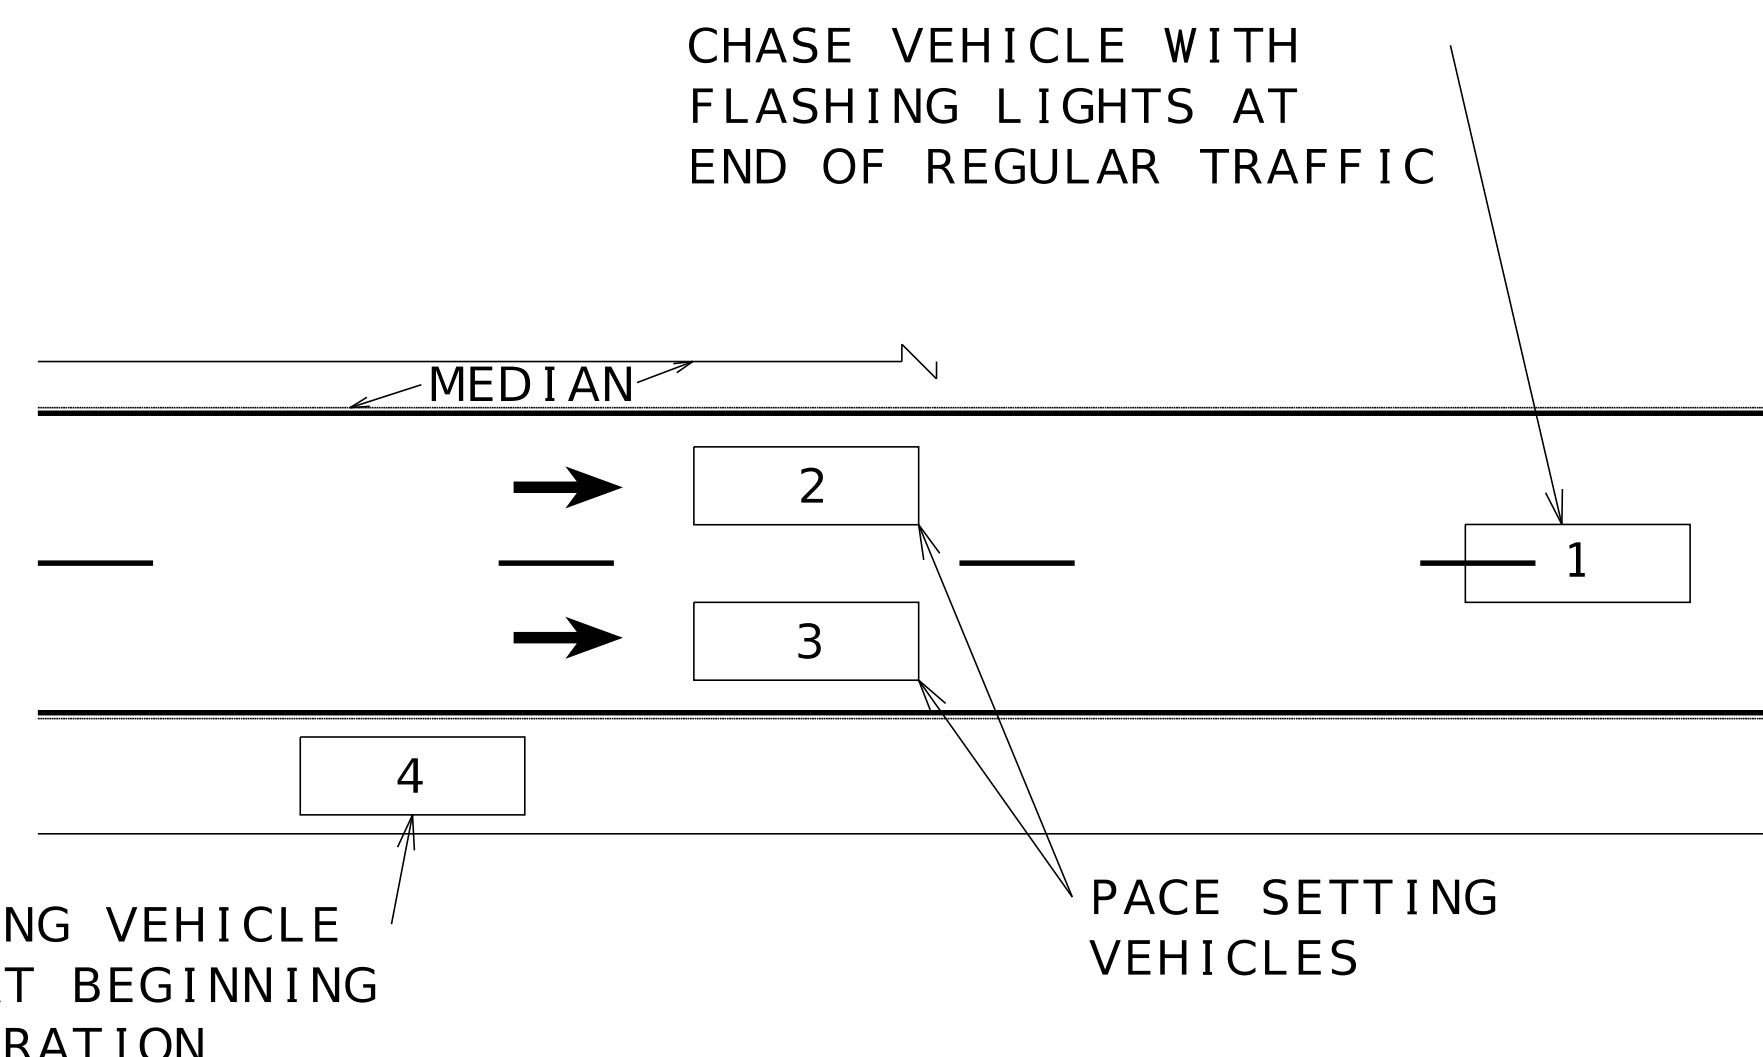 CHASE VEHICLE WITH
FLASHING LIGHTS AT
END OF REGULAR TRAFFIC
MEDIAN
2
1
3
4
PACE SETTING
VEHICLES
VEHICLE
BEGINNING